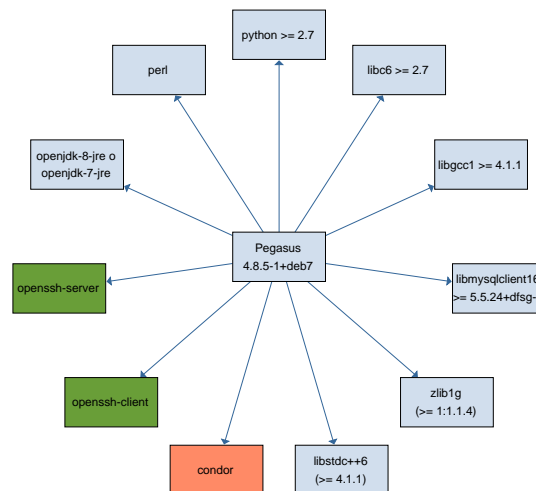 python >= 2.7
perl
libc6 >= 2.7
openjdk-8-jre o
openjdk-7-jre
libgcc1 >= 4.1.1
Pegasus
4.8.5-1+deb7
openssh-server
libmysqlclient16
>= 5.5.24+dfsg-
openssh-client
zlib1g
(>= 1:1.1.4)
condor
libstdc++6
(>= 4.1.1)